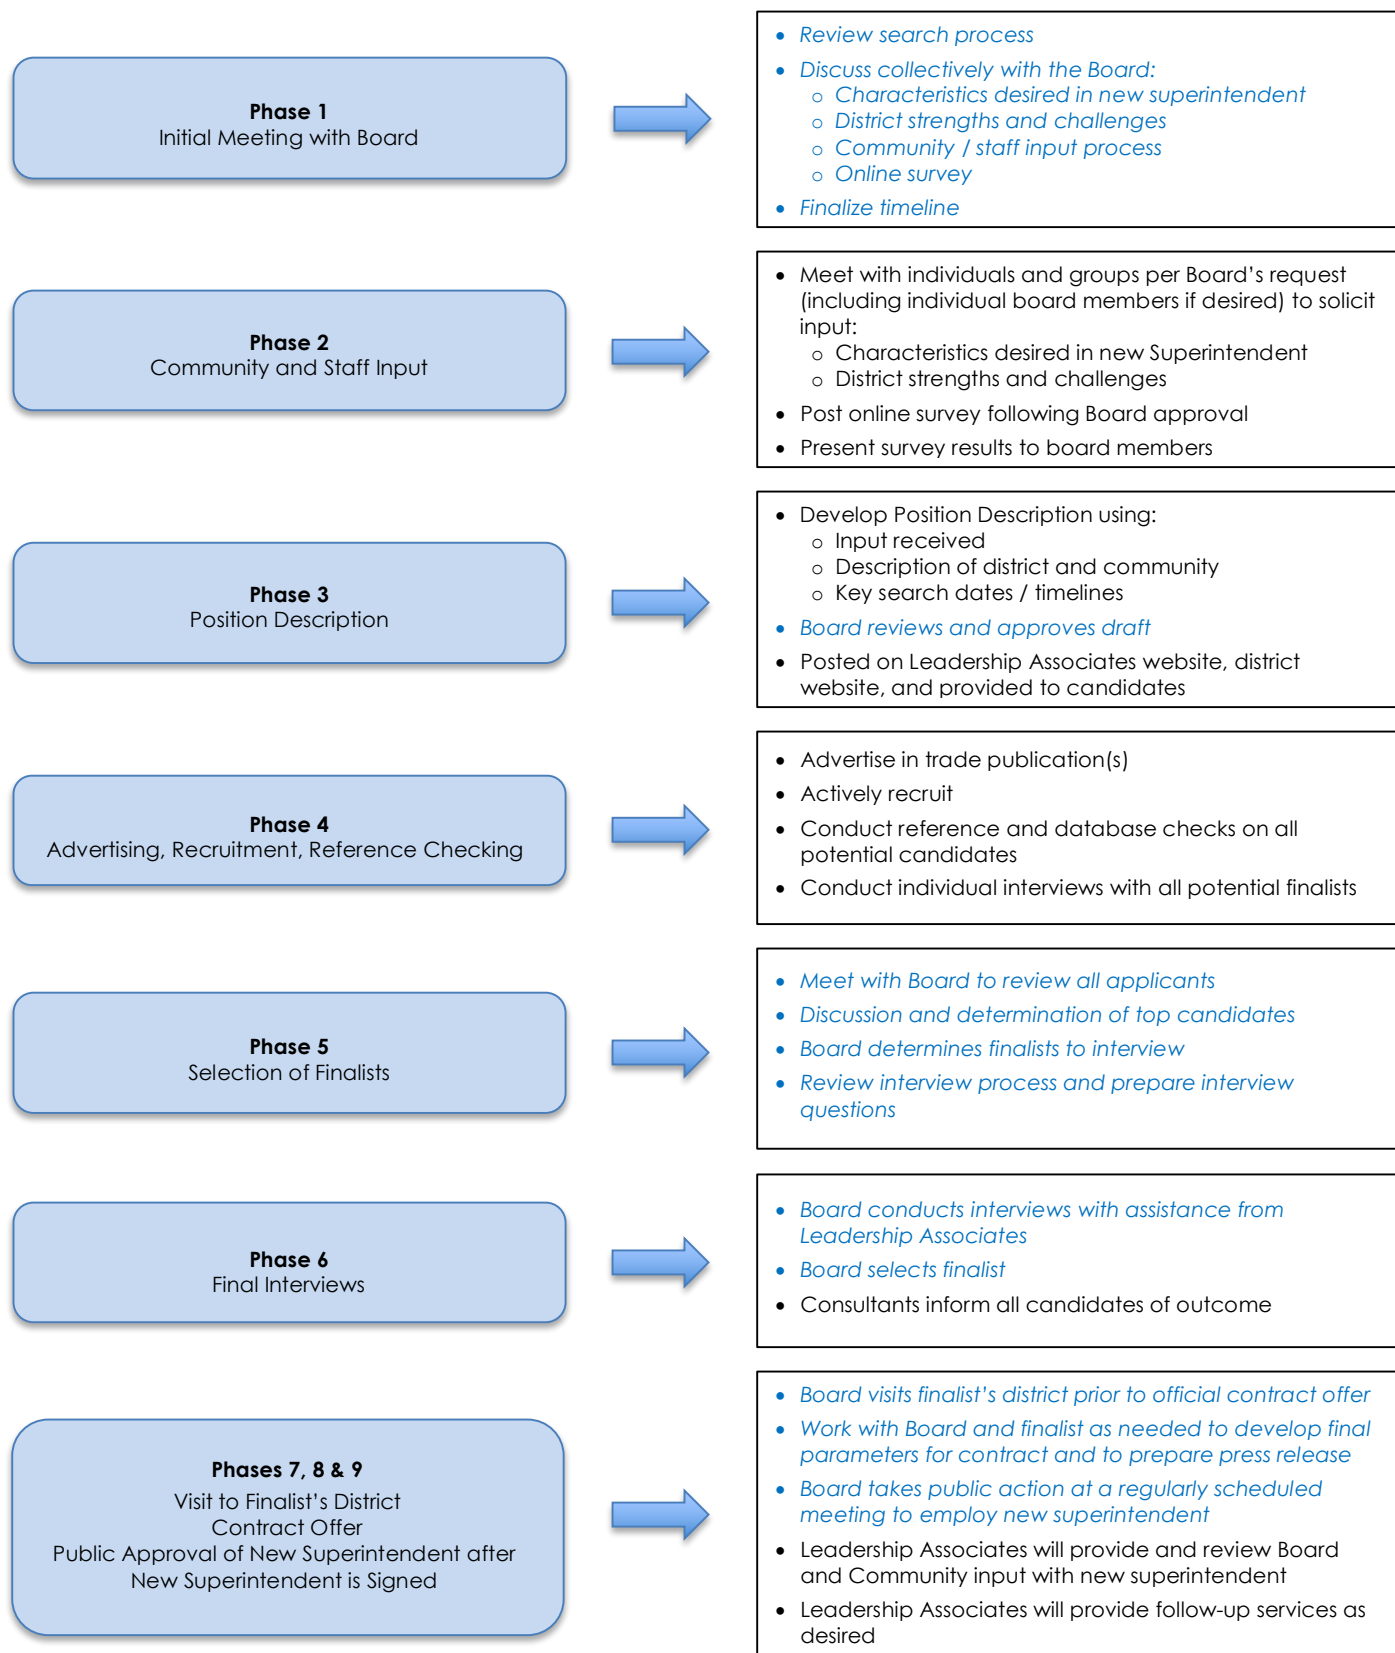 Phase 1
Initial Meeting with Board
• Review search process
• Discuss collectively with the Board:
o Characteristics desired in new superintendent
o District strengths and challenges
o Community / staff input process
o Online survey
• Finalize timeline
Phase 2
Community and Staff Input
• Meet with individuals and groups per Board’s request
(including individual board members if desired) to solicit
input:
o Characteristics desired in new Superintendent
o District strengths and challenges
• Post online survey following Board approval
• Present survey results to board members
Phase 3
Position Description
• Develop Position Description using:
o Input received
o Description of district and community
o Key search dates / timelines
• Board reviews and approves draft
• Posted on Leadership Associates website, district
website, and provided to candidates
Phase 4
Advertising, Recruitment, Reference Checking
• Advertise in trade publication(s)
• Actively recruit
• Conduct reference and database checks on all
potential candidates
• Conduct individual interviews with all potential finalists
Phase 5
Selection of Finalists
• Meet with Board to review all applicants
• Discussion and determination of top candidates
• Board determines finalists to interview
• Review interview process and prepare interview
questions
Phase 6
Final Interviews
• Board conducts interviews with assistance from
Leadership Associates
• Board selects finalist
• Consultants inform all candidates of outcome
Phases 7, 8 & 9
Visit to Finalist’s District
Contract Offer
Public Approval of New Superintendent after
New Superintendent is Signed
• Board visits finalist’s district prior to official contract offer
• Work with Board and finalist as needed to develop final
parameters for contract and to prepare press release
• Board takes public action at a regularly scheduled
meeting to employ new superintendent
• Leadership Associates will provide and review Board
and Community input with new superintendent
• Leadership Associates will provide follow-up services as
desired